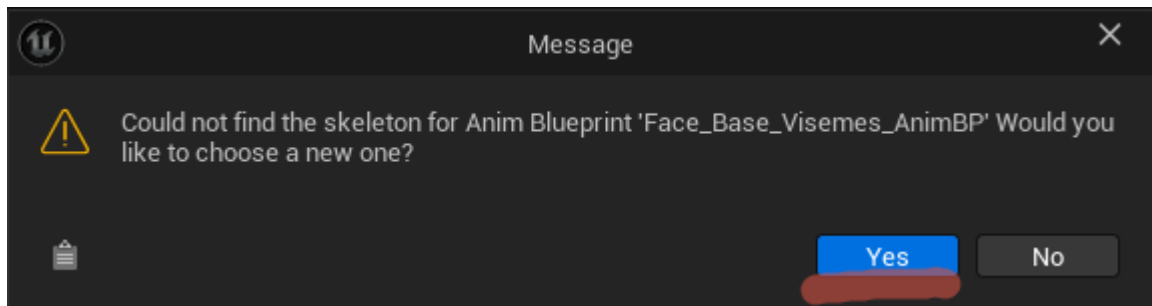 Message
Could not find the skeleton for Anim Blueprint 'Face_Base_Visemes_AnimBP' Would you
like to choose a new one?
Yes
No